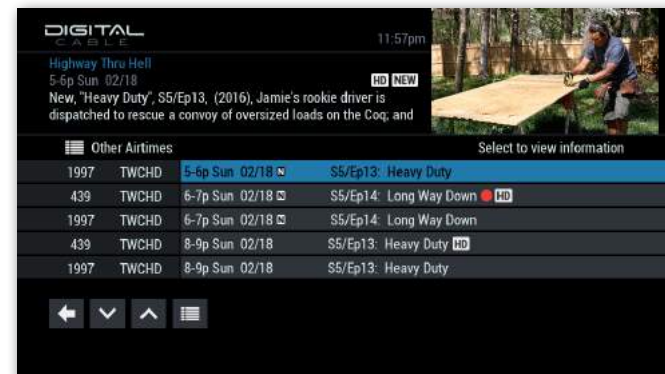 DIGITAL
CABLE
11:57pm
Highway Thru Hell
5-6p Sun 02/18 HD NEW
New, "Heavy Duty", S5/Ep13, (2016), Jamie's rookie driver is
dispatched to rescue a convoy of oversized loads on the Coq; and
Other Airtimes Select to view information
1997 TWCHD 5-6p Sun 02/18 N S5/Ep13: Heavy Duty
439 TWCHD 6-7p Sun 02/18 N S5/Ep14: Long Way Down HD
1997 TWCHD 6-7p Sun 02/18 N S5/Ep14: Long Way Down
439 TWCHD 8-9p Sun 02/18 S5/Ep13: Heavy Duty HD
1997 TWCHD 8-9p Sun 02/18 S5/Ep13: Heavy Duty